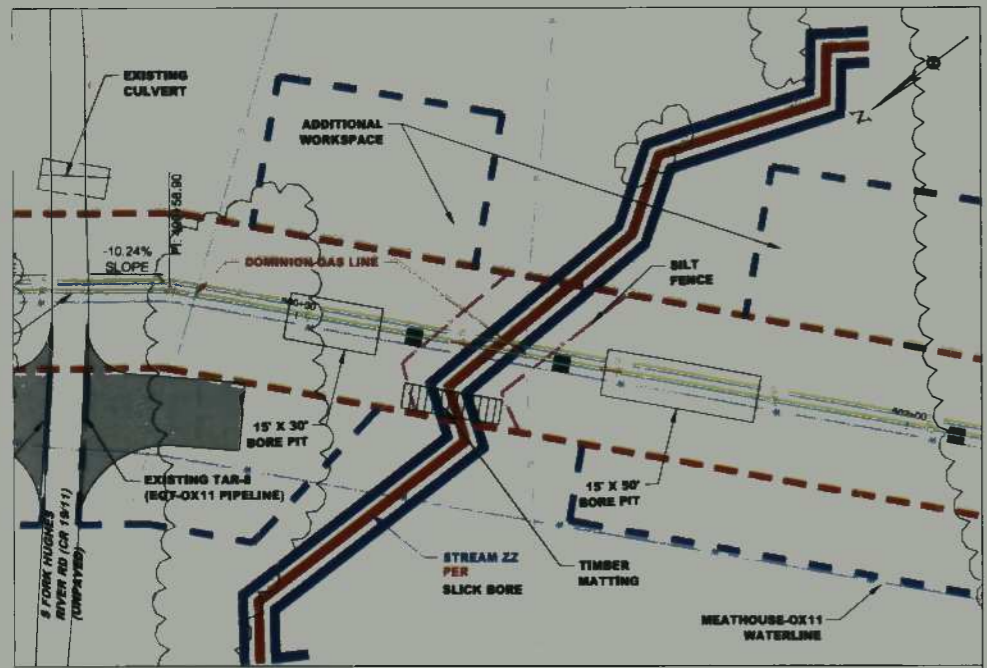 EXISTING
CULVERT
ADDITIONAL
WORKSPACE
N
-10.24%
SLOPE
DOMINION GAS LINE
SILT
FENCE
15' X 30'
BORE PIT
EXISTING TAR-8
(EQT-OX11 PIPELINE)
15' X 50'
BORE PIT
S FORK HUGHES
RIVER RD (CR 19/11)
(UNPAVED)
STREAM ZZ
PER
SLICK BORE
TIMBER
MATTING
MEATHOUSE-OX11
WATERLINE